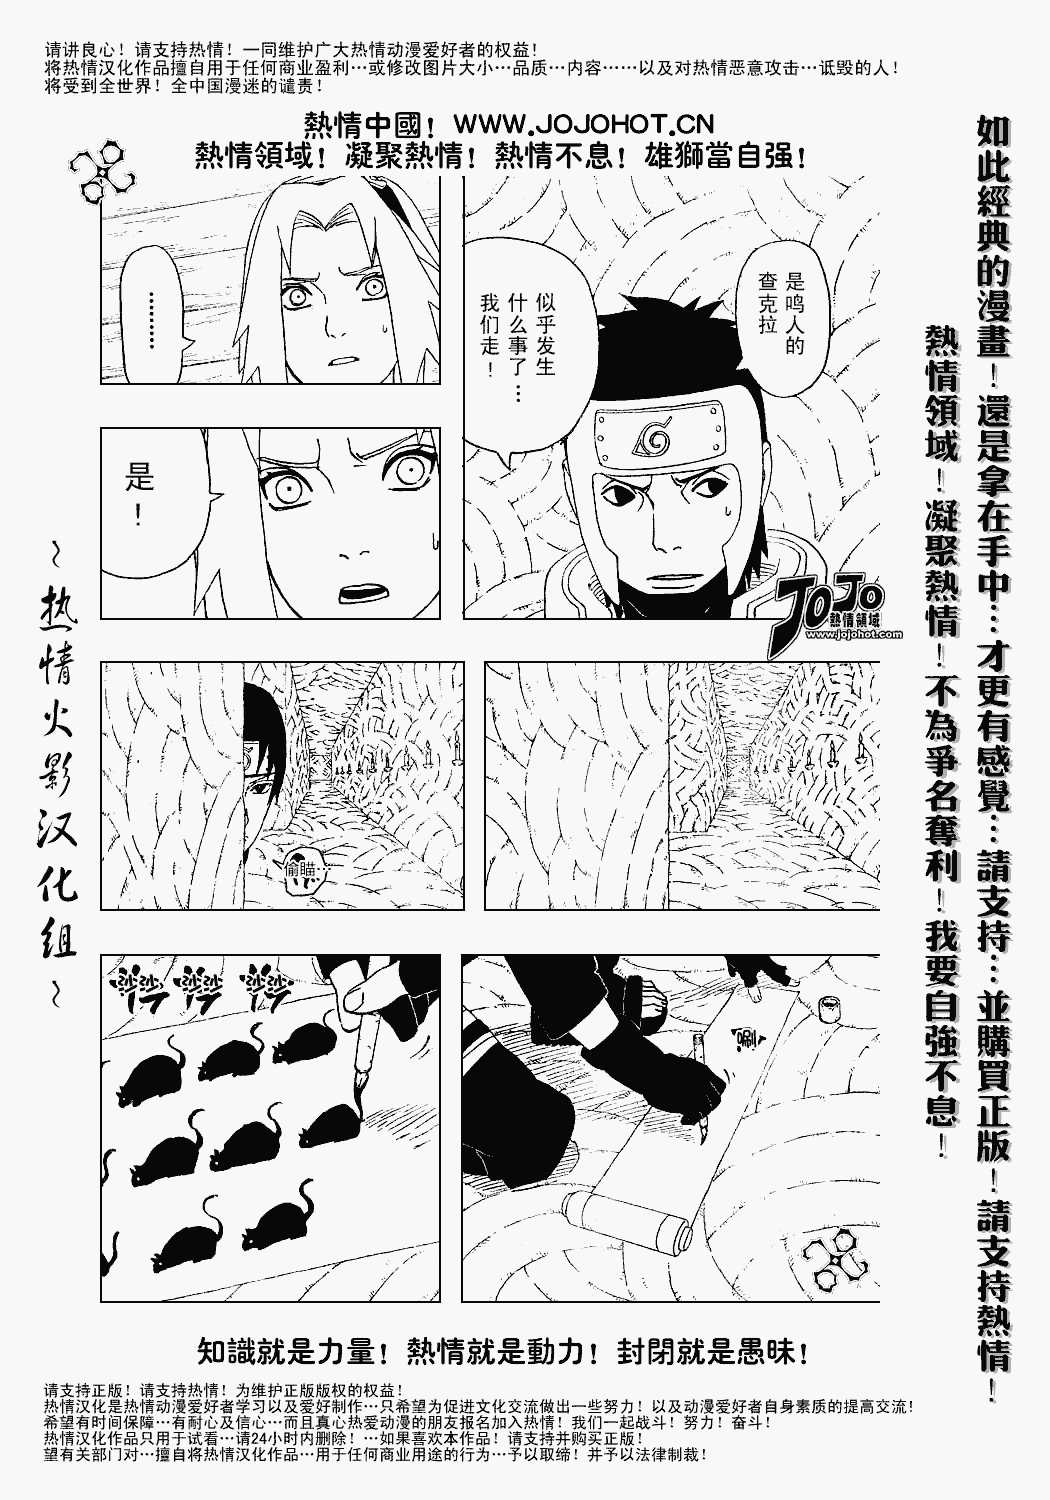 请讲良心！请支持热情！一同维护广大热情动漫爱好者的权益！
将热情汉化作品擅自用于任何商业盈利…或修改图片大小…品质…内容……以及对热情恶意攻击…诋毁的人！
将受到全世界！全中国漫迷的谴责！
熱情中國！WWW.JOJOHOT.CN
熱情領域！凝聚熱情！熱情不息！雄獅當自强！
如此經典的漫畫！還是拿在手中…才更有感覺…請支持…並購買正版！請支持熱情！
熱情領域！凝聚熱情！不為爭名奪利！我要自強不息！
是鸣人的
查克拉
似乎发生
什么事了…
我们走！
………
是！
JOJO
熱情領域
www.jojohot.com
~热情火影汉化组~
偷瞄…
沙沙
沙沙
沙沙
知識就是力量！熱情就是動力！封閉就是愚昧！
请支持正版！请支持热情！为维护正版版权的权益！
热情汉化是热情动漫爱好者学习以及爱好制作…只希望为促进文化交流做出一些努力！以及动漫爱好者自身素质的提高交流！
希望有时间保障…有耐心及信心…而且真心热爱动漫的朋友报名加入热情！我们一起战斗！努力！奋斗！
热情汉化作品只用于试看…请24小时内删除！…如果喜欢本作品！请支持并购买正版！
望有关部门对…擅自将热情汉化作品…用于任何商业用途的行为…予以取缔！并予以法律制裁！